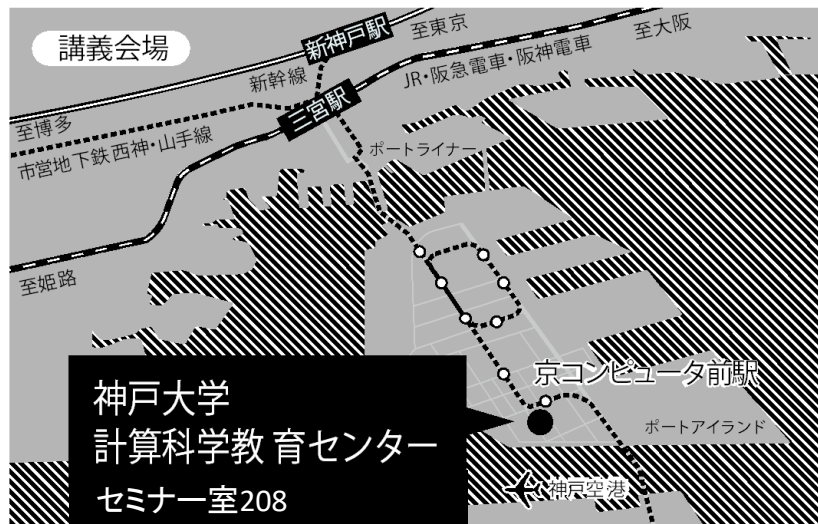 講義会場
新神戸駅
至東京
至大阪
新幹線
JR・阪急電車・阪神電車
三宮駅
至博多
市営地下鉄西神・山手線
ポートライナー
至姫路
京コンピュータ前駅
神戸大学
計算科学教 育センター
セミナー室208
ポートアイランド
神戸空港